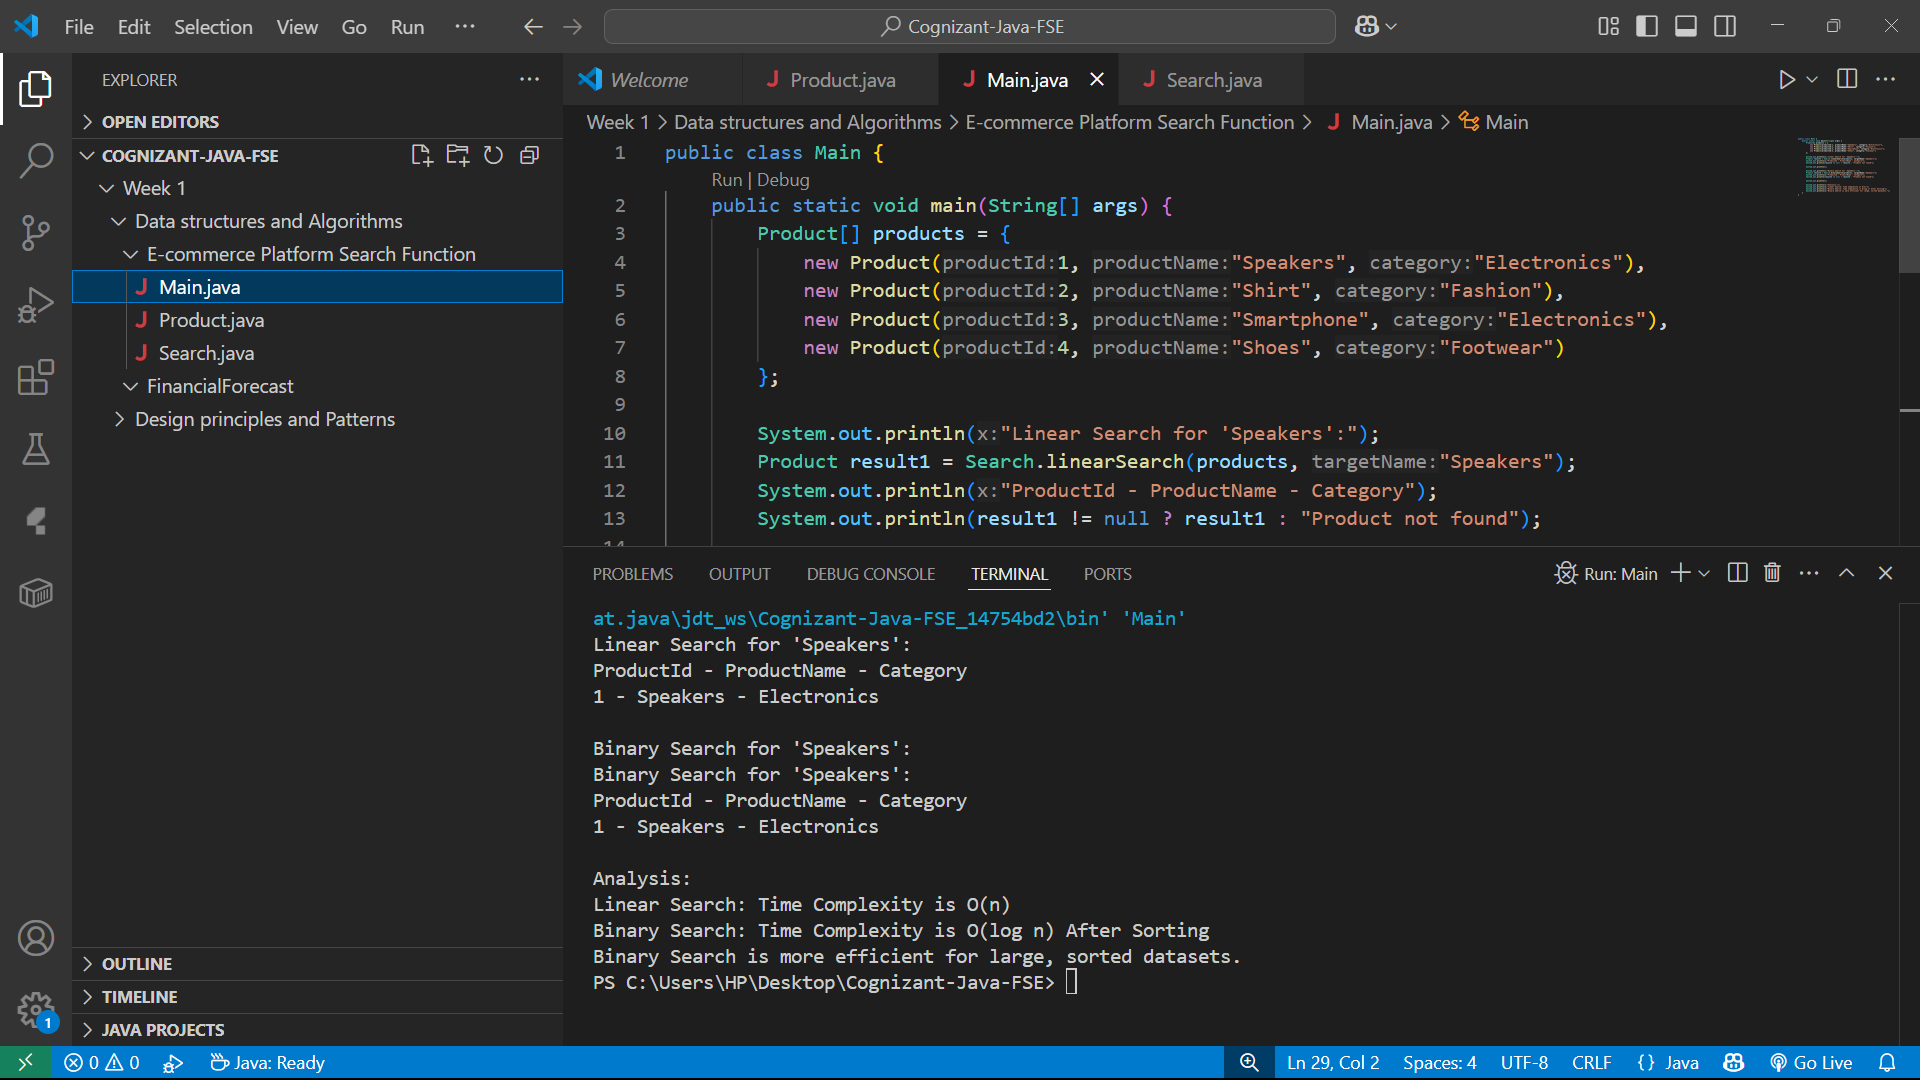 File Edit Selection View Go Run ··· Cognizant-Java-FSE
EXPLORER
OPEN EDITORS
COGNIZANT-JAVA-FSE
Week 1
Data structures and Algorithms
E-commerce Platform Search Function
Main.java
Product.java
Search.java
FinancialForecast
Design principles and Patterns
OUTLINE
TIMELINE
JAVA PROJECTS
1
Welcome Product.java Main.java Search.java
Week 1 > Data structures and Algorithms > E-commerce Platform Search Function > Main.java > Main
1 public class Main {
Run | Debug
2 public static void main(String[] args) {
3 Product[] products = {
4 new Product(productId:1, productName:"Speakers", category:"Electronics"),
5 new Product(productId:2, productName:"Shirt", category:"Fashion"),
6 new Product(productId:3, productName:"Smartphone", category:"Electronics"),
7 new Product(productId:4, productName:"Shoes", category:"Footwear")
8 };
9
10 System.out.println(x:"Linear Search for 'Speakers':");
11 Product result1 = Search.linearSearch(products, targetName:"Speakers");
12 System.out.println(x:"ProductId - ProductName - Category");
13 System.out.println(result1 != null ? result1 : "Product not found");
14
PROBLEMS OUTPUT DEBUG CONSOLE TERMINAL PORTS Run: Main
at.java\jdt_ws\Cognizant-Java-FSE_14754bd2\bin' 'Main'
Linear Search for 'Speakers':
ProductId - ProductName - Category
1 - Speakers - Electronics
Binary Search for 'Speakers':
Binary Search for 'Speakers':
ProductId - ProductName - Category
1 - Speakers - Electronics
Analysis:
Linear Search: Time Complexity is O(n)
Binary Search: Time Complexity is O(log n) After Sorting
Binary Search is more efficient for large, sorted datasets.
PS C:\Users\HP\Desktop\Cognizant-Java-FSE>
0 0 Java: Ready Ln 29, Col 2 Spaces: 4 UTF-8 CRLF {} Java Go Live